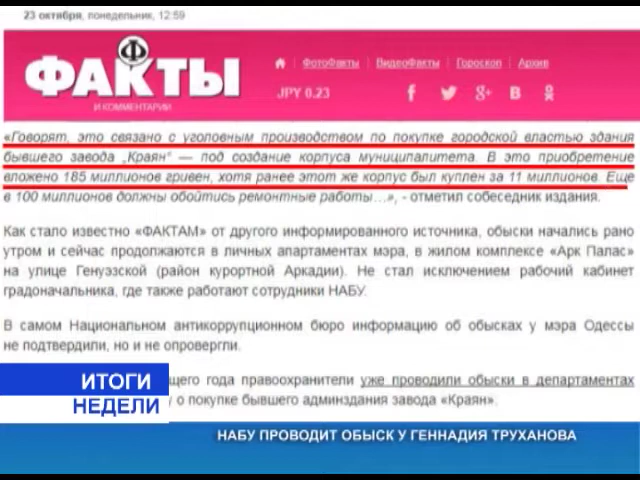 23 октября, понедельник, 12:59
ФАКТЫ
И КОММЕНТАРИИ
ФотоФакты ВидеоФакты Гороскоп Архив
JPY 0.23
«Говорят, это связано с уголовным производством по покупке городской властью здания
бывшего завода „Краян“ — под создание корпуса муниципалитета. В это приобретение
вложено 185 миллионов гривен, хотя ранее этот же корпус был куплен за 11 миллионов. Еще
в 100 миллионов должны обойтись ремонтные работы…», - отметил собеседник издания.
Как стало известно «ФАКТАМ» от другого информированного источника, обыски начались рано
утром и сейчас продолжаются в личных апартаментах мэра, в жилом комплексе «Арк Палас»
на улице Генуэзской (район курортной Аркадии). Не стал исключением рабочий кабинет
градоначальника, где также работают сотрудники НАБУ.
В самом Национальном антикоррупционном бюро информацию об обысках у мэра Одессы
не подтвердили, но и не опровергли.
щего года правоохранители уже проводили обыски в департаментах
у о покупке бывшего админздания завода «Краян».
ИТОГИ
НЕДЕЛИ
НАБУ ПРОВОДИТ ОБЫСК У ГЕННАДИЯ ТРУХАНОВА